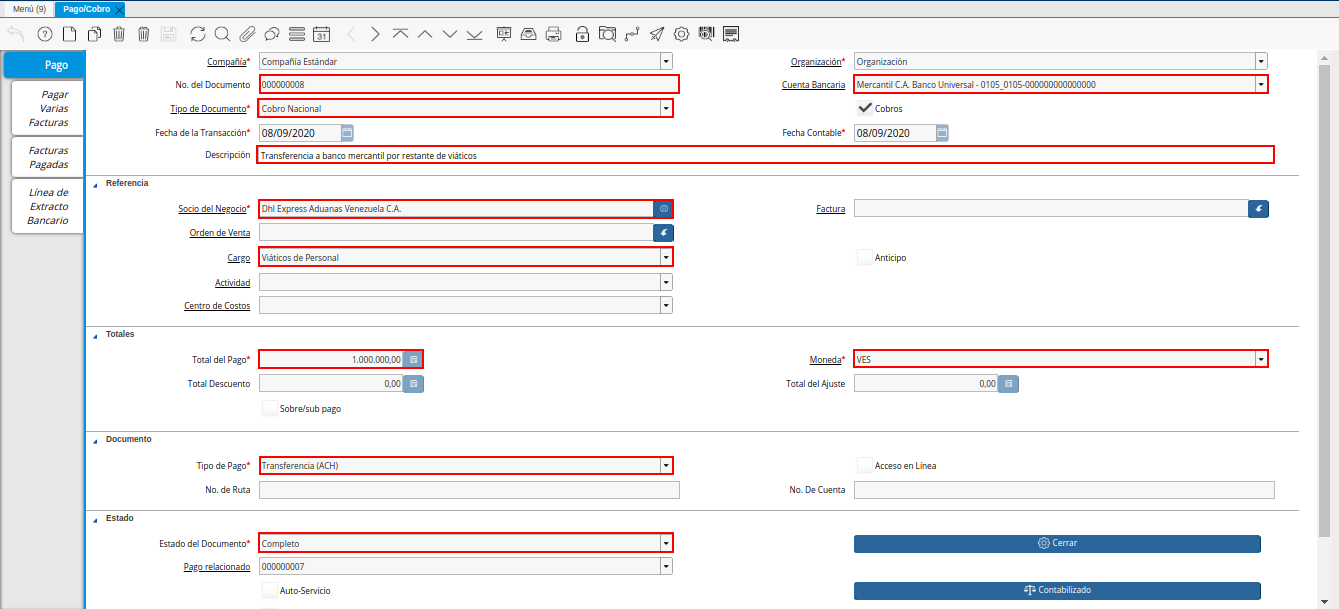 Menú (9) Pago/Cobro
31
Pago
Pagar
Varias
Facturas
Facturas
Pagadas
Línea de
Extracto
Bancario
Compañía* Compañía Estándar Organización* Organización
No. del Documento 000000008 Cuenta Bancaria Mercantil C.A. Banco Universal - 0105_0105-000000000000000
Tipo de Documento* Cobro Nacional Cobros
Fecha de la Transacción* 08/09/2020 Fecha Contable* 08/09/2020
Descripción Transferencia a banco mercantil por restante de viáticos
Referencia
Socio del Negocio* Dhl Express Aduanas Venezuela C.A. Factura
Orden de Venta
Cargo Viáticos de Personal Anticipo
Actividad
Centro de Costos
Totales
Total del Pago* 1.000.000,00 Moneda* VES
Total Descuento 0,00 Total del Ajuste 0,00
Sobre/sub pago
Documento
Tipo de Pago* Transferencia (ACH) Acceso en Línea
No. de Ruta No. De Cuenta
Estado
Estado del Documento* Completo Cerrar
Pago relacionado 000000007
Auto-Servicio Contabilizado